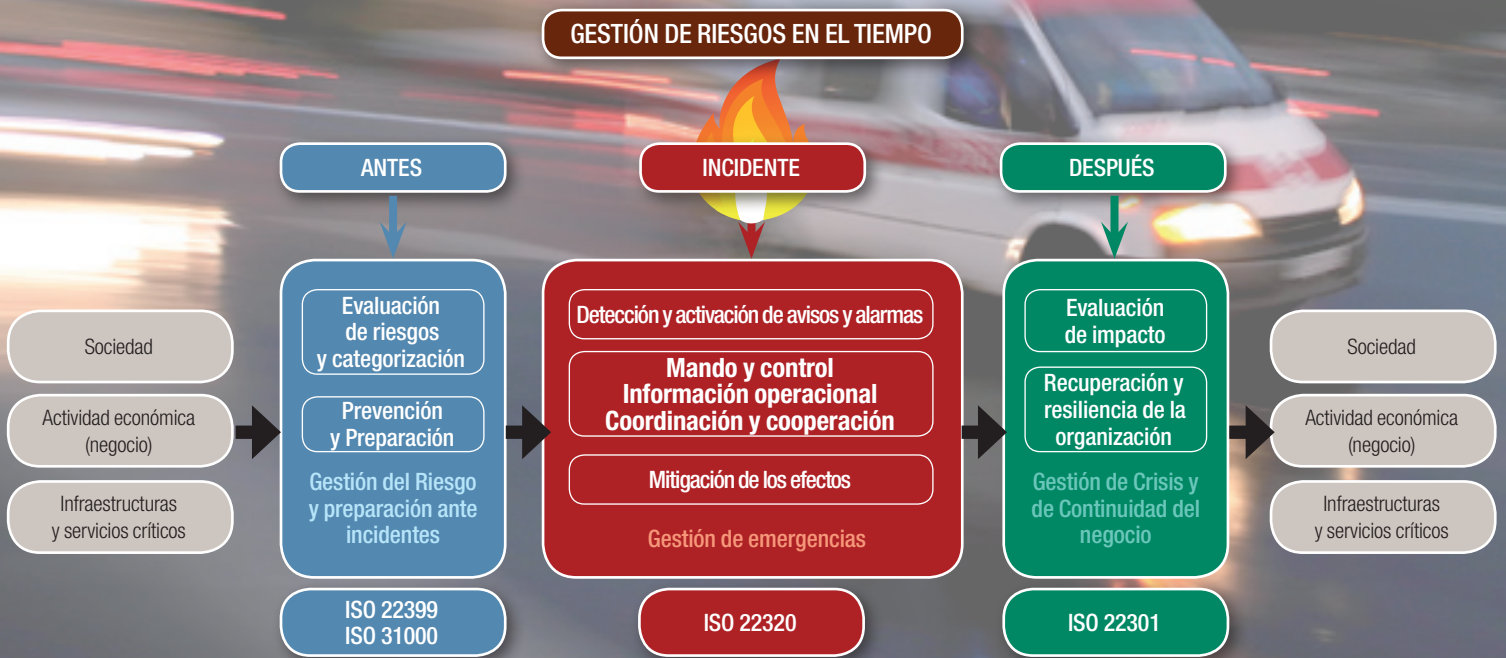 GESTIÓN DE RIESGOS EN EL TIEMPO
ANTES
INCIDENTE
DESPUÉS
Sociedad
Actividad económica
(negocio)
Infraestructuras
y servicios críticos
Evaluación
de riesgos
y categorización
Prevención
y Preparación
Gestión del Riesgo
y preparación ante
incidentes
ISO 22399
ISO 31000
Detección y activación de avisos y alarmas
Mando y control
Información operacional
Coordinación y cooperación
Mitigación de los efectos
Gestión de emergencias
ISO 22320
Evaluación
de impacto
Recuperación y
resiliencia de la
organización
Gestión de Crisis y
de Continuidad del
negocio
ISO 22301
Sociedad
Actividad económica
(negocio)
Infraestructuras
y servicios críticos